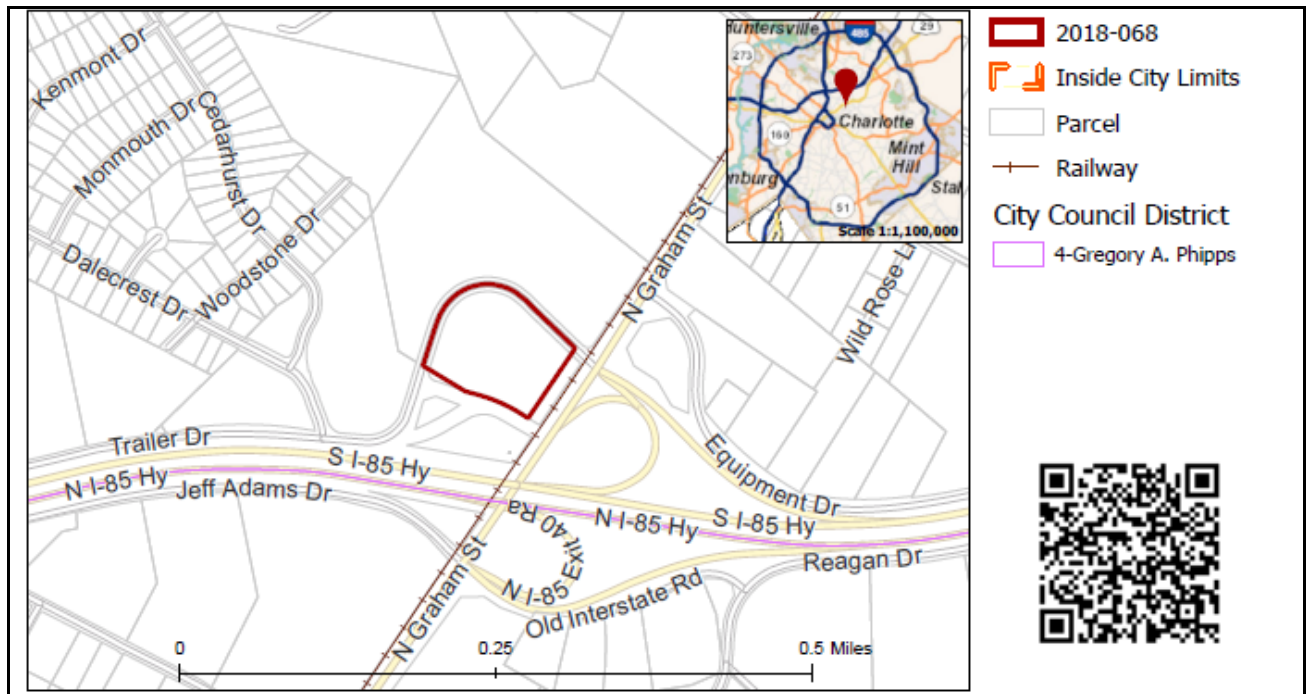 Kenmont Dr
Monmouth Dr
Cedarhurst Dr
Woodstone Dr
Dalecrest Dr
N Graham St
Wild Rose Ln
Trailer Dr
S I-85 Hy
N I-85 Hy
Jeff Adams Dr
Equipment Dr
N I-85 Hy
S I-85 Hy
N I-85 Exit 40 Ra
Reagan Dr
Old Interstate Rd
N Graham St
0
0.25
0.5 Miles
Huntersville
485
29
273
Charlotte
160
Mint
Hill
nburg
Stal
51
Scale 1:1,100,000
2018-068
Inside City Limits
Parcel
Railway
City Council District
4-Gregory A. Phipps